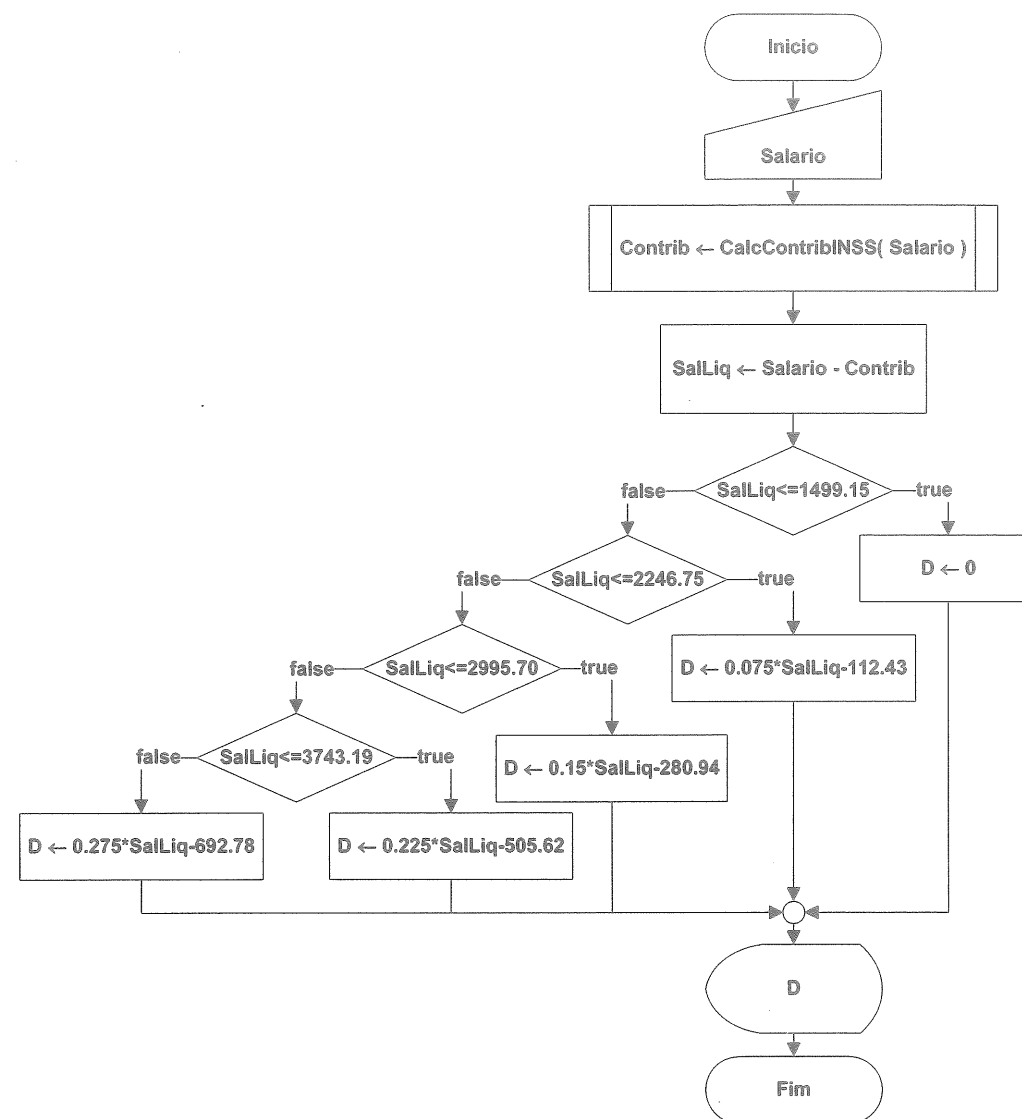 Inicio
Salario
Contrib ← CalcContribINSS( Salario )
SalLiq ← Salario - Contrib
false
SalLiq<=1499.15
true
D ← 0
false
SalLiq<=2246.75
true
D ← 0.075*SalLiq-112.43
false
SalLiq<=2995.70
true
D ← 0.15*SalLiq-280.94
false
SalLiq<=3743.19
true
D ← 0.275*SalLiq-692.78
D ← 0.225*SalLiq-505.62
D
Fim